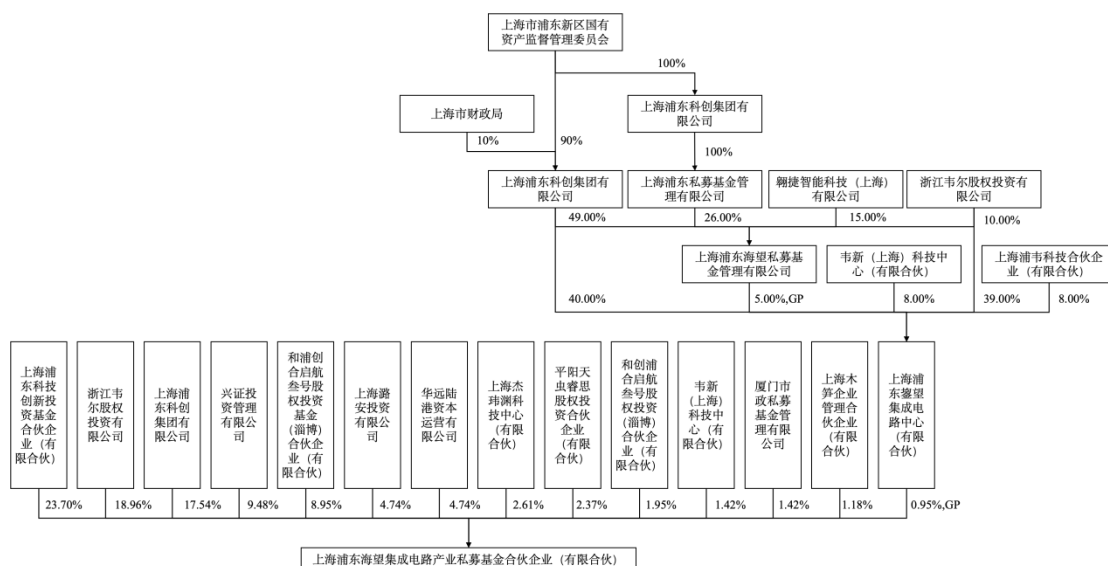 上海市浦东新区国有
资产监督管理委员会
100%
上海市财政局
上海浦东科创集团有
限公司
10%
90%
100%
上海浦东科创集团有
限公司
上海浦东私募基金管
理有限公司
翱捷智能科技（上海）
有限公司
浙江韦尔股权投资有
限公司
49.00%
26.00%
15.00%
10.00%
上海浦东海望私募基
金管理有限公司
韦新（上海）科技中
心（有限合伙）
上海浦韦科技合伙企
业（有限合伙）
40.00%
5.00%,GP
8.00%
39.00%
8.00%
上海浦
东科技
创新投
资基金
合伙企
业（有
限合伙）
浙江韦
尔股权
投资有
限公司
上海浦
东科创
集团有
限公司
兴证投
资管理有
限公司
和浦创
合启航
叁号股
权投资
基金
（淄博）
合伙企
业（有
限合伙）
上海潞
安投资有
限公司
华远陆
港资本
运营有
限公司
上海杰
玮渊科
技中心
（有限
合伙）
平阳天
虫睿思
股权投
资合伙
企业
（有限
合伙）
和创浦
合启航
叁号股
权投资
（淄博）
合伙企
业（有
限合伙）
韦新
（上海）
科技中
心（有
限合伙）
厦门市
政私募
基金管
理有限
公司
上海木
笋企业
管理合
伙企业
（有限
合伙）
上海浦
东鋆望
集成电
路中心
（有限
合伙）
23.70%
18.96%
17.54%
9.48%
8.95%
4.74%
4.74%
2.61%
2.37%
1.95%
1.42%
1.42%
1.18%
0.95%,GP
上海浦东海望集成电路产业私募基金合伙企业（有限合伙）